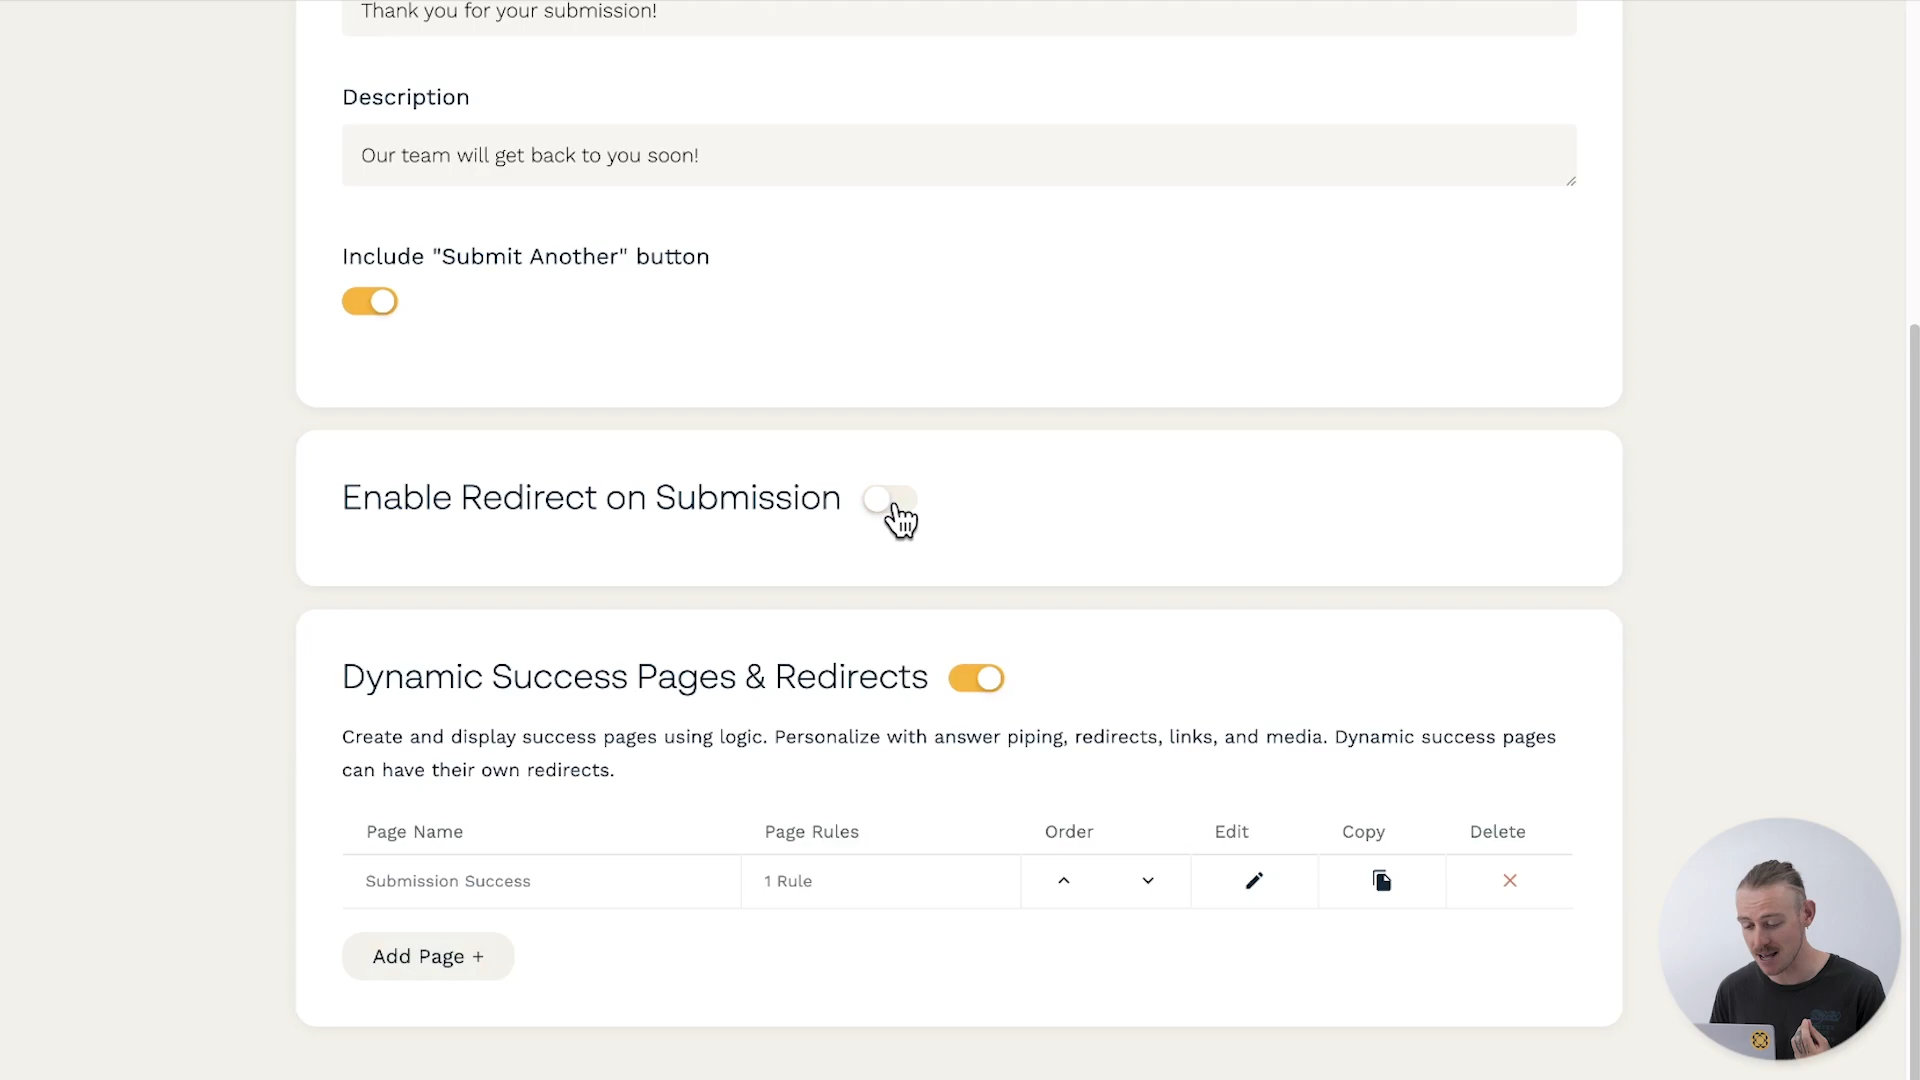 Thank you for your submission!
Description
Our team will get back to you soon!
Include "Submit Another" button
Enable Redirect on Submission
Dynamic Success Pages & Redirects
Create and display success pages using logic. Personalize with answer piping, redirects, links, and media. Dynamic success pages
can have their own redirects.
Page Name Page Rules Order Edit Copy Delete
Submission Success 1 Rule
Add Page +